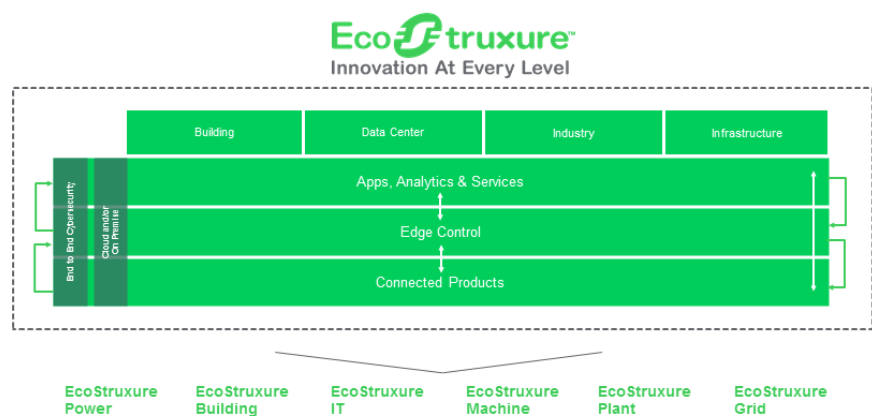 EcoStruxure™
Innovation At Every Level
Building
Data Center
Industry
Infrastructure
End to End Cybersecurity
Cloud and/or
On Premise
Apps, Analytics & Services
Edge Control
Connected Products
EcoStruxure
Power
EcoStruxure
Building
EcoStruxure
IT
EcoStruxure
Machine
EcoStruxure
Plant
EcoStruxure
Grid